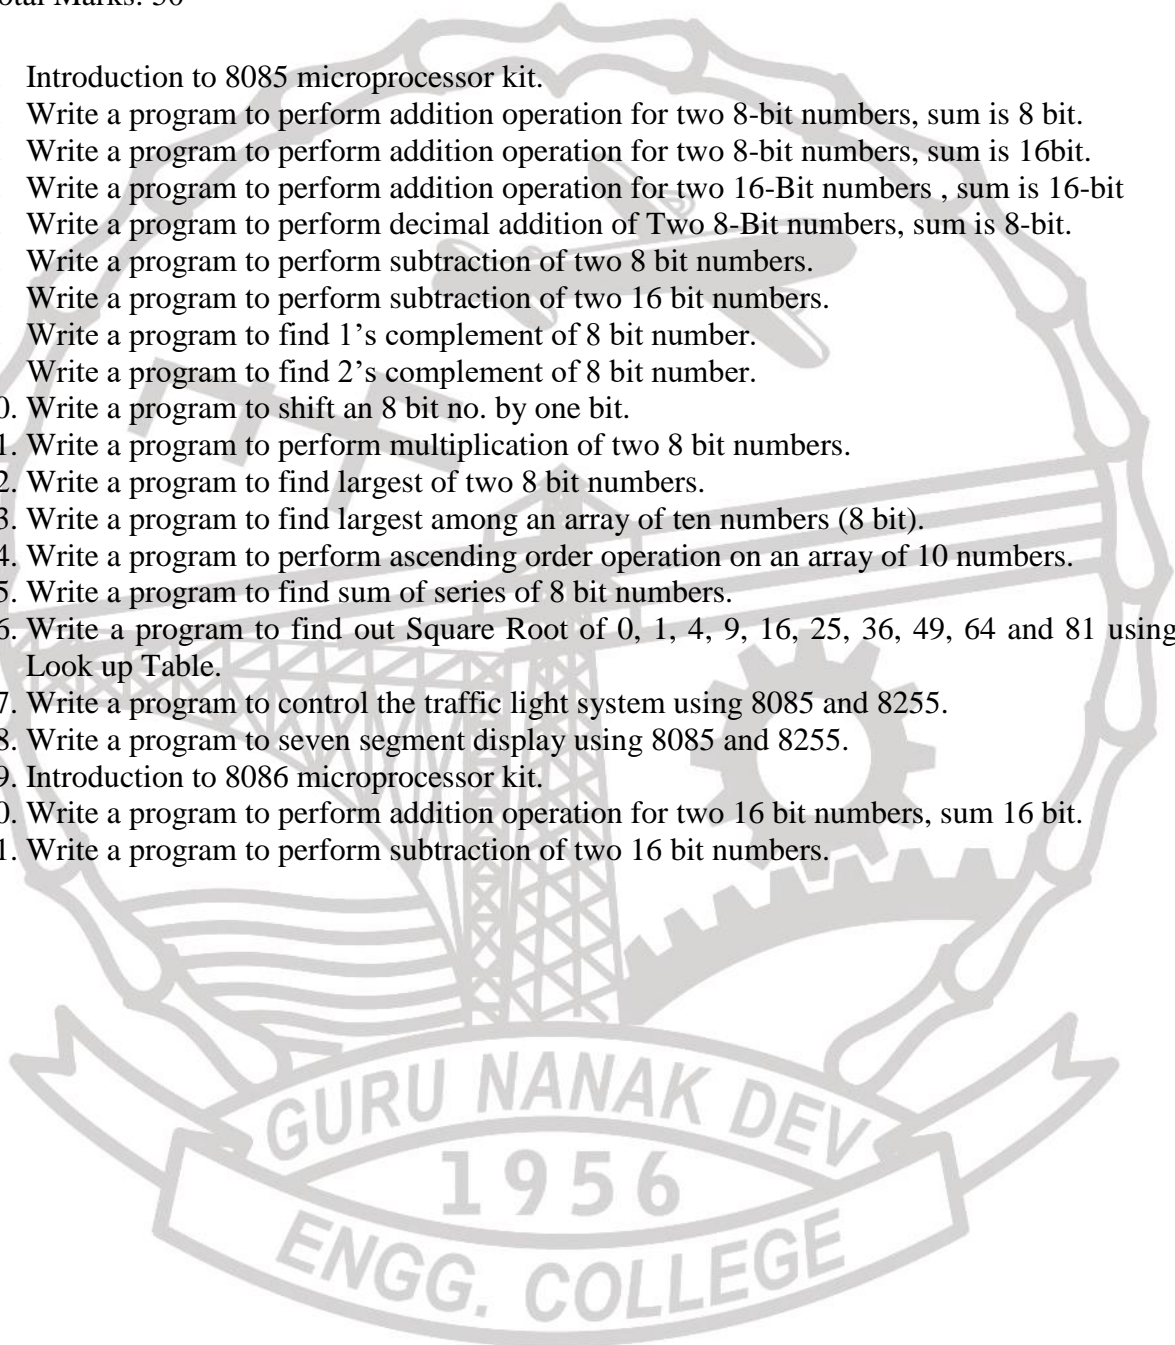 otal Marks: 50
Introduction to 8085 microprocessor kit.
Write a program to perform addition operation for two 8-bit numbers, sum is 8 bit.
Write a program to perform addition operation for two 8-bit numbers, sum is 16bit.
Write a program to perform addition operation for two 16-Bit numbers , sum is 16-bit
Write a program to perform decimal addition of Two 8-Bit numbers, sum is 8-bit.
Write a program to perform subtraction of two 8 bit numbers.
Write a program to perform subtraction of two 16 bit numbers.
Write a program to find 1’s complement of 8 bit number.
Write a program to find 2’s complement of 8 bit number.
0. Write a program to shift an 8 bit no. by one bit.
1. Write a program to perform multiplication of two 8 bit numbers.
2. Write a program to find largest of two 8 bit numbers.
3. Write a program to find largest among an array of ten numbers (8 bit).
4. Write a program to perform ascending order operation on an array of 10 numbers.
5. Write a program to find sum of series of 8 bit numbers.
6. Write a program to find out Square Root of 0, 1, 4, 9, 16, 25, 36, 49, 64 and 81 using
Look up Table.
7. Write a program to control the traffic light system using 8085 and 8255.
8. Write a program to seven segment display using 8085 and 8255.
9. Introduction to 8086 microprocessor kit.
0. Write a program to perform addition operation for two 16 bit numbers, sum 16 bit.
1. Write a program to perform subtraction of two 16 bit numbers.
GURU NANAK DEV
1956
ENGG. COLLEGE